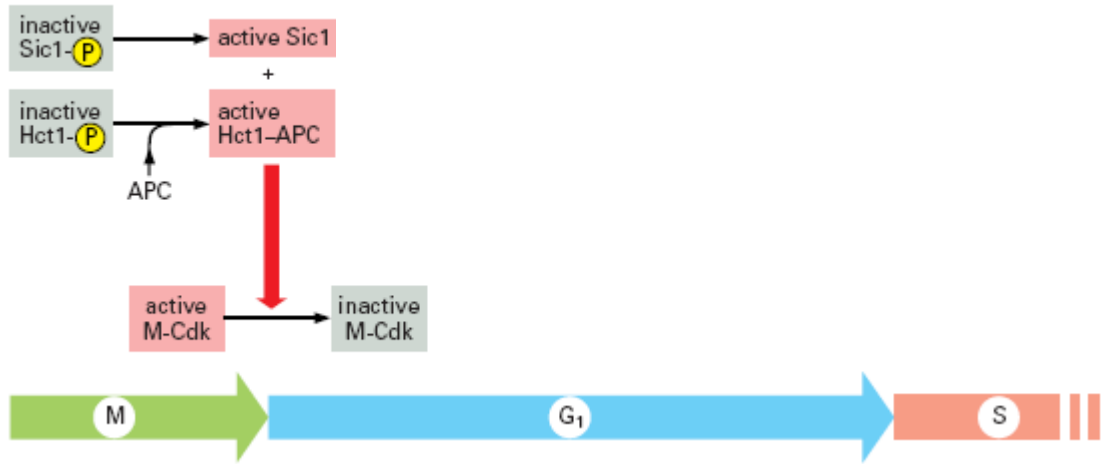 inactive
Sic1-P
active Sic1
+
inactive
Hct1-P
active
Hct1–APC
APC
active
M-Cdk
inactive
M-Cdk
M
G₁
S